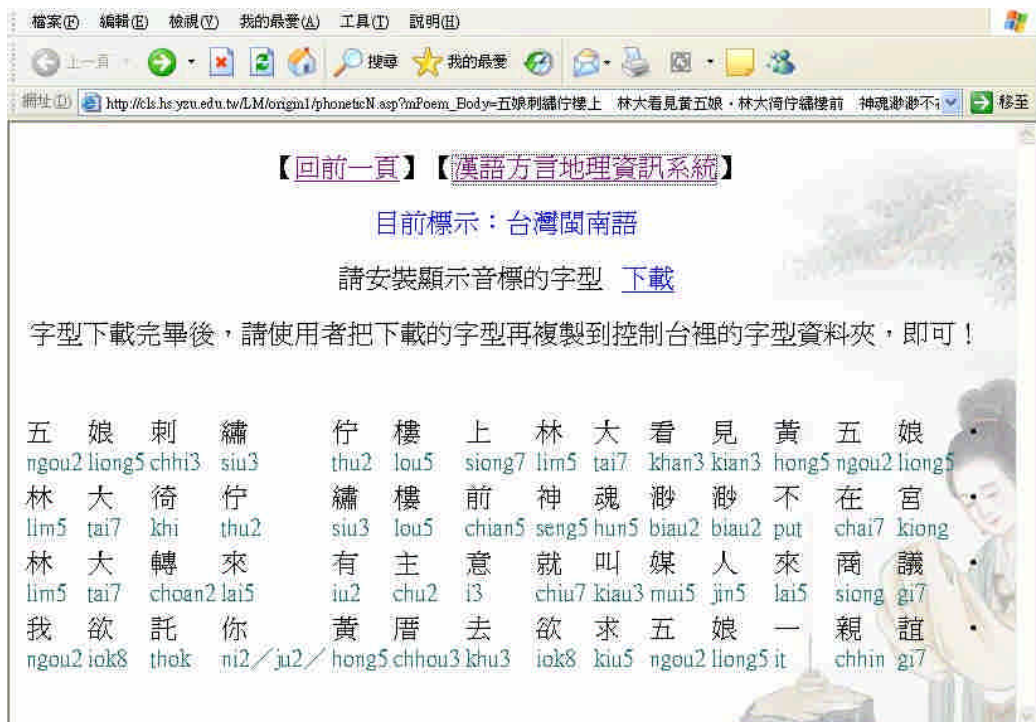 檔案(F) 編輯(E) 檢視(V) 我的最愛(A) 工具(T) 說明(H)
上一頁 搜尋 我的最愛
網址(D) http://cls.hs.yzu.edu.tw/LM/origin1/phoneticN.asp?mPoem_Body=五娘刺繡佇樓上 林大看見黃五娘・林大徛佇繡樓前 神魂渺渺不 移至
【回前一頁】【漢語方言地理資訊系統】
目前標示：台灣閩南語
請安裝顯示音標的字型 下載
字型下載完畢後，請使用者把下載的字型再複製到控制台裡的字型資料夾，即可！
五 娘 刺 繡 佇 樓 上 林 大 看 見 黃 五 娘 ・
ngou2 liong5 chhi3 siu3 thu2 lou5 siong7 lim5 tai7 khan3 kian3 hong5 ngou2 liong5
林 大 徛 佇 繡 樓 前 神 魂 渺 渺 不 在 宮 ・
lim5 tai7 khi thu2 siu3 lou5 chian5 seng5 hun5 biau2 biau2 put chai7 kiong
林 大 轉 來 有 主 意 就 叫 媒 人 來 商 議 ・
lim5 tai7 choan2 lai5 iu2 chu2 i3 chiu7 kiau3 mui5 jin5 lai5 siong gi7
我 欲 託 你 黃 厝 去 欲 求 五 娘 一 親 誼 ・
ngou2 iok8 thok ni2／ju2／ hong5 chhou3 khu3 iok8 kiu5 ngou2 liong5 it chhin gi7